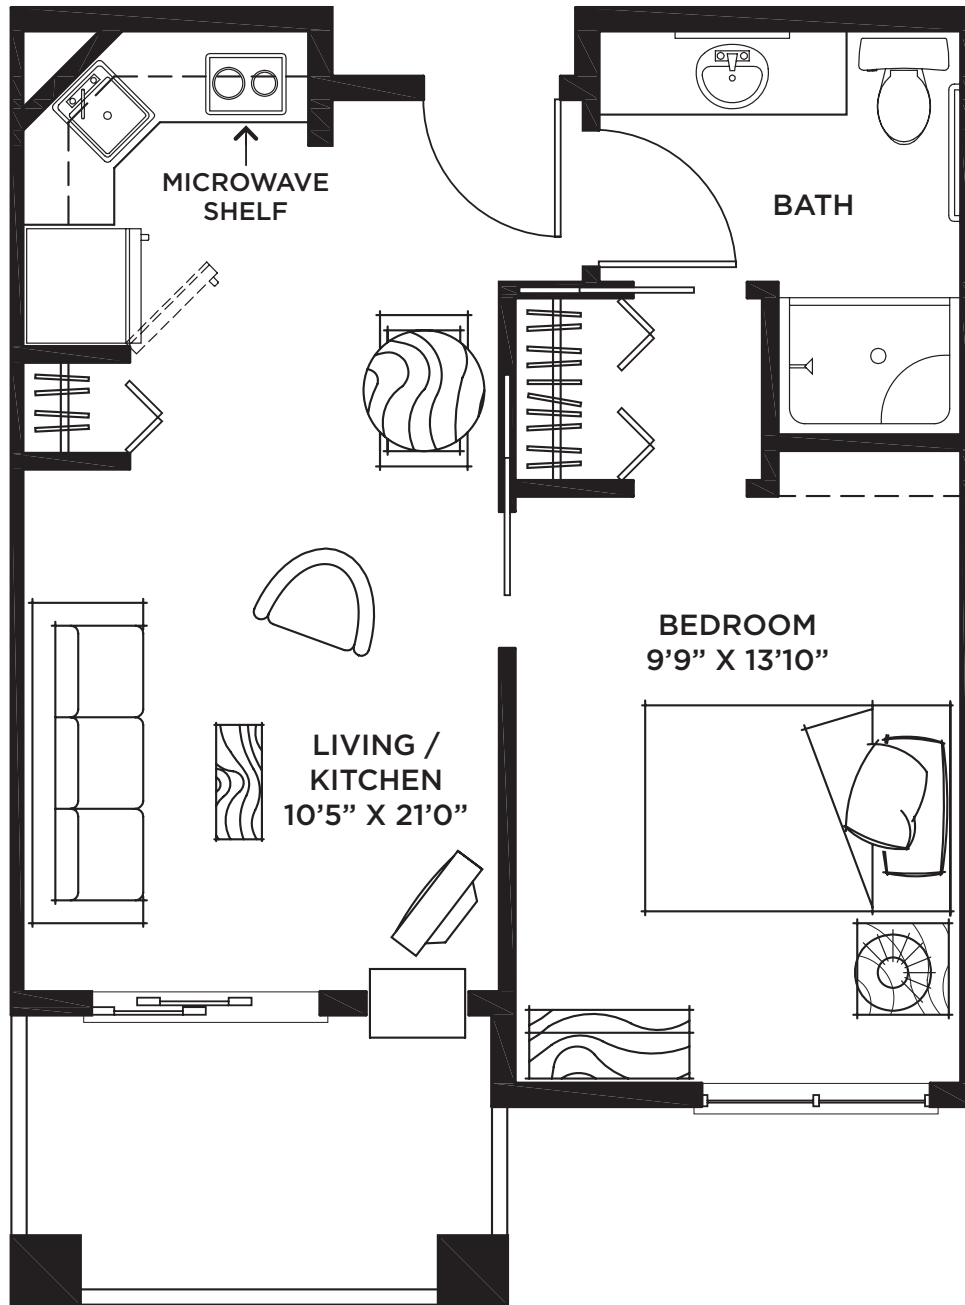 MICROWAVE
SHELF
BATH
BEDROOM
9’9” X 13’10”
LIVING /
KITCHEN
10’5” X 21’0”